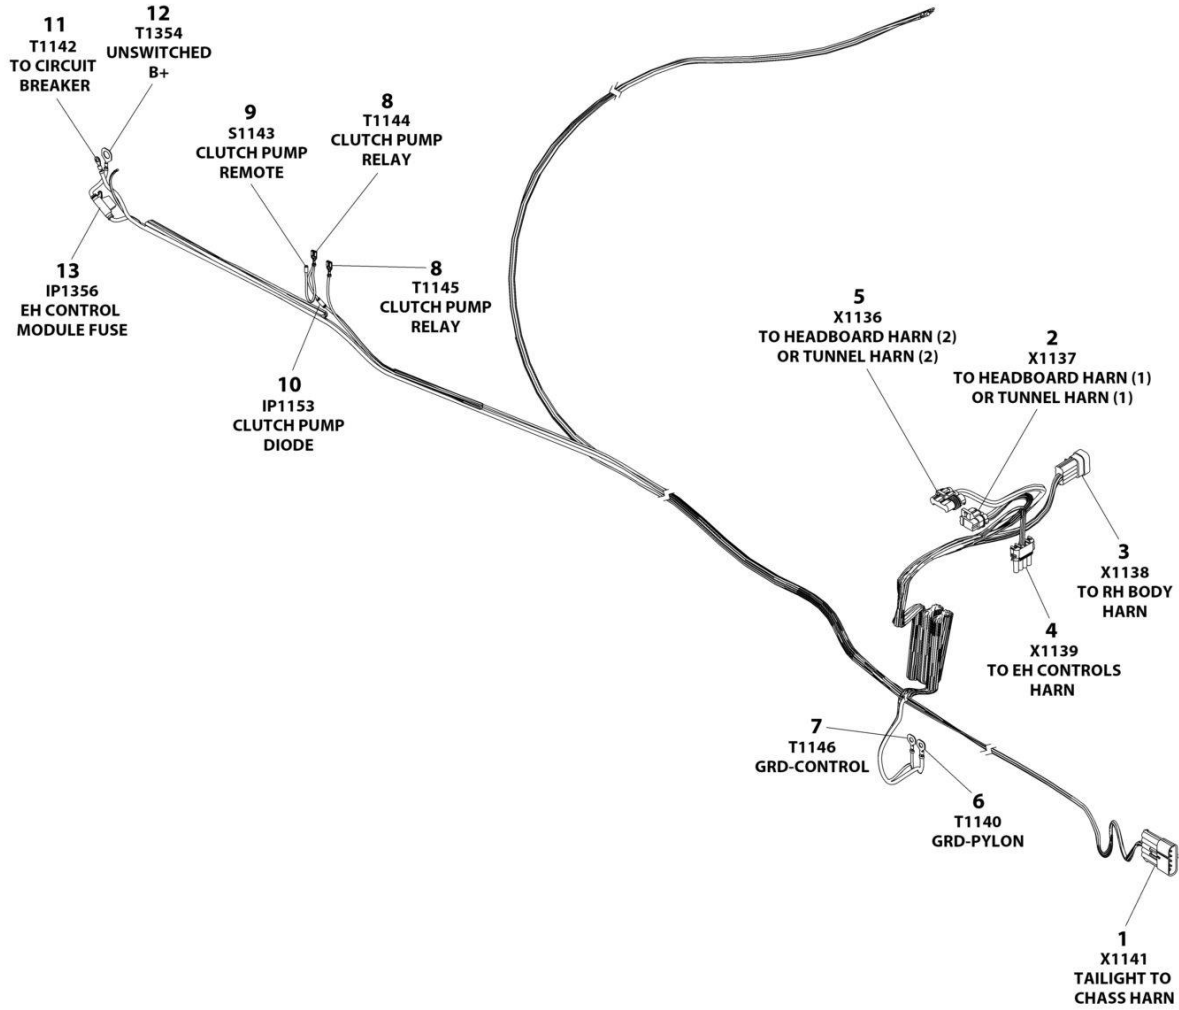 11
T1142
TO CIRCUIT
BREAKER
12
T1354
UNSWITCHED
B+
9
S1143
CLUTCH PUMP
REMOTE
8
T1144
CLUTCH PUMP
RELAY
13
IP1356
EH CONTROL
MODULE FUSE
8
T1145
CLUTCH PUMP
RELAY
10
IP1153
CLUTCH PUMP
DIODE
5
X1136
TO HEADBOARD HARN (2)
OR TUNNEL HARN (2)
2
X1137
TO HEADBOARD HARN (1)
OR TUNNEL HARN (1)
3
X1138
TO RH BODY
HARN
4
X1139
TO EH CONTROLS
HARN
7
T1146
GRD-CONTROL
6
T1140
GRD-PYLON
1
X1141
TAILIGHT TO
CHASS HARN